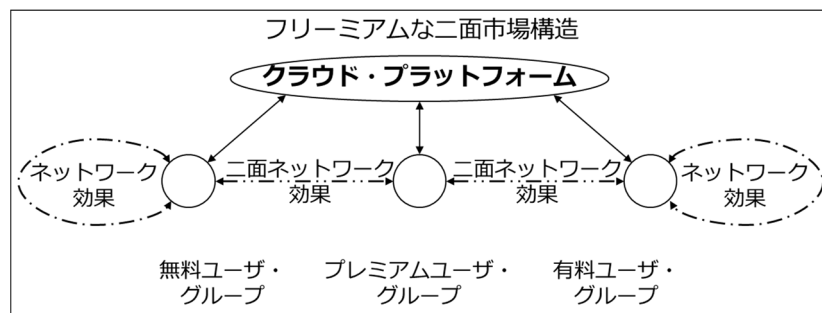 フリーミアムな二面市場構造
クラウド・プラットフォーム
ネットワーク
効果
二面ネットワーク
効果
二面ネットワーク
効果
ネットワーク
効果
無料ユーザ・
グループ
プレミアムユーザ・
グループ
有料ユーザ・
グループ